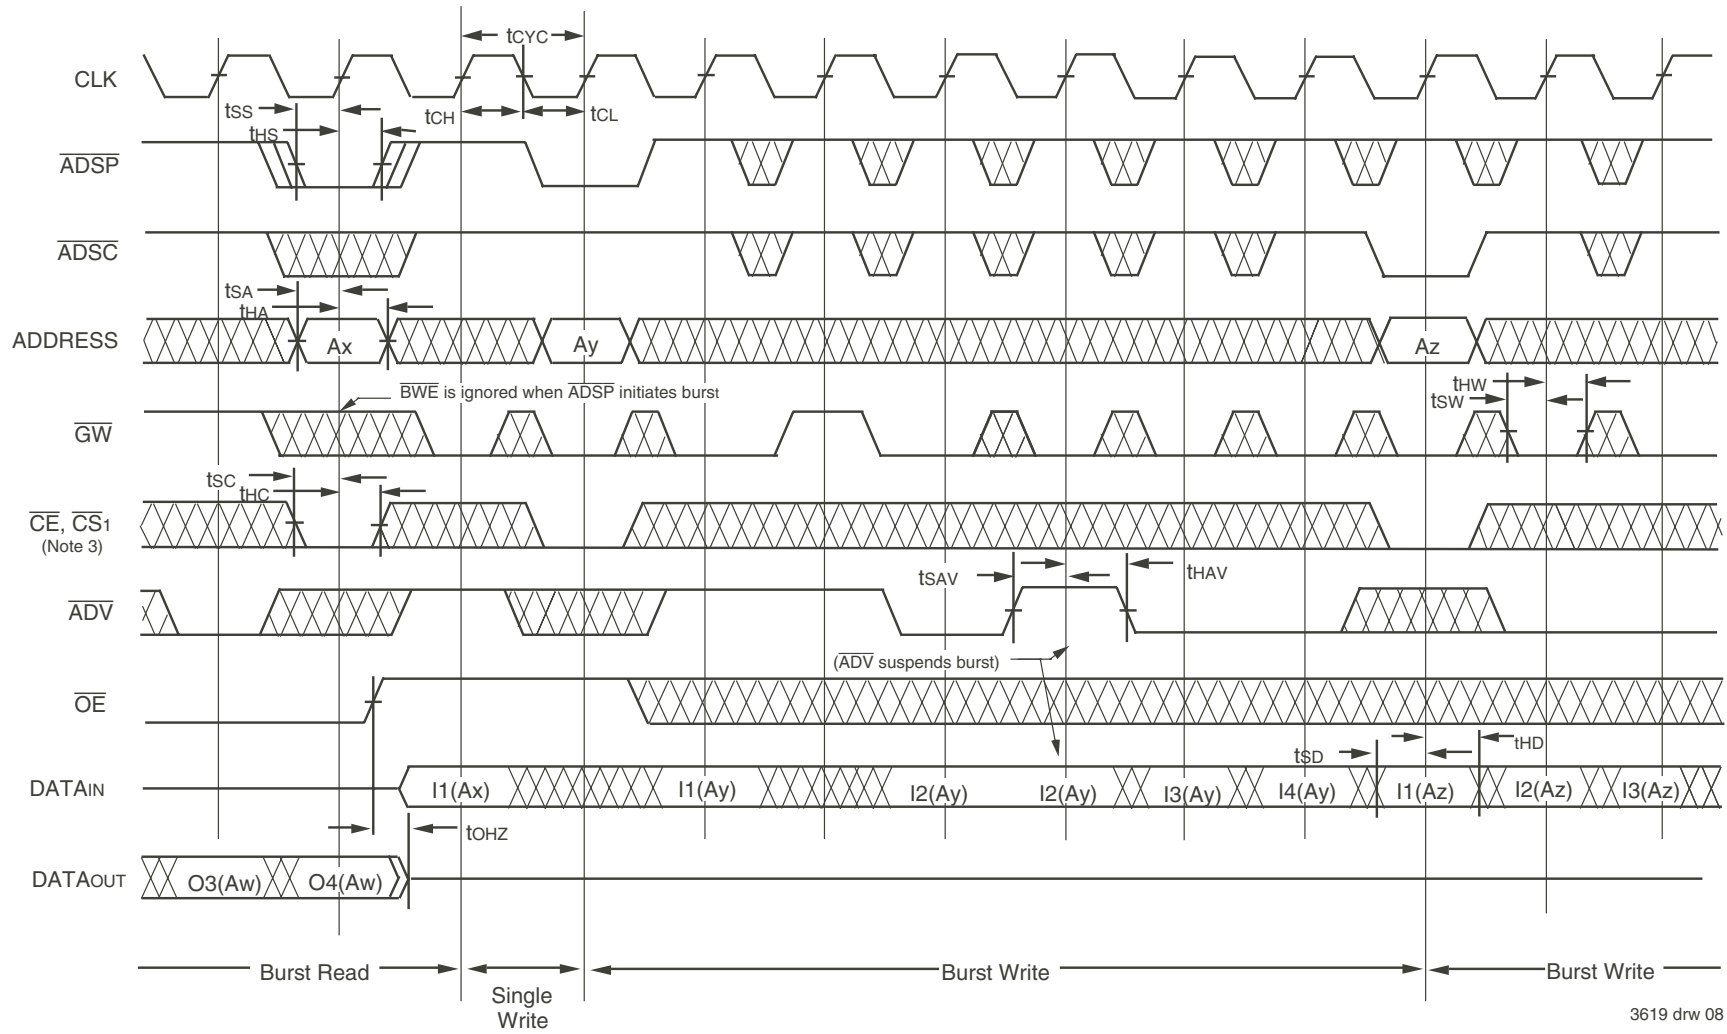 tCYC
CLK
tSS
tHS
tCH
tCL
ADSP
ADSC
tSA
tHA
ADDRESS
Ax
Ay
Az
BWE is ignored when ADSP initiates burst
tHW
tSW
GW
tSC
tHC
CE, CS1
(Note 3)
tSAV
tHAV
ADV
(ADV suspends burst)
OE
tSD
tHD
DATAIN
I1(Ax)
I1(Ay)
I2(Ay)
I2(Ay)
I3(Ay)
I4(Ay)
I1(Az)
I2(Az)
I3(Az)
tOHZ
DATAOUT
O3(Aw)
O4(Aw)
Burst Read
Single
Write
Burst Write
Burst Write
3619 drw 08